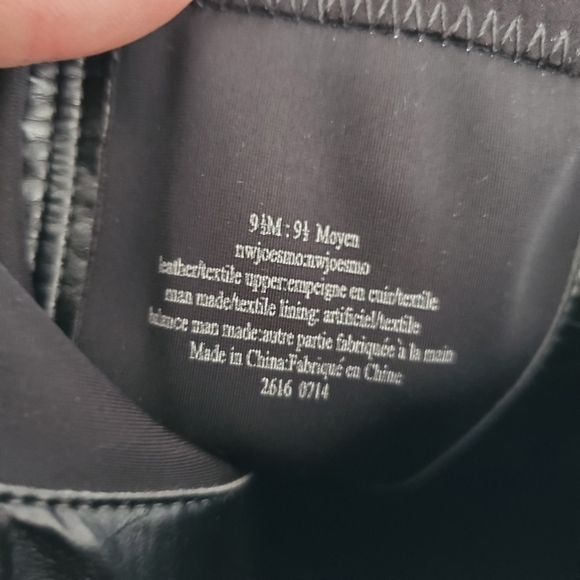 9½M : 9½ Moyen
nwjoesmo:nwjoesmo
leather/textile upper:empeigne en cuir/textile
man made/textile lining: artificiel/textile
balance man made:autre partie fabriquée à la main
Made in China:Fabriqué en Chine
2616 0714